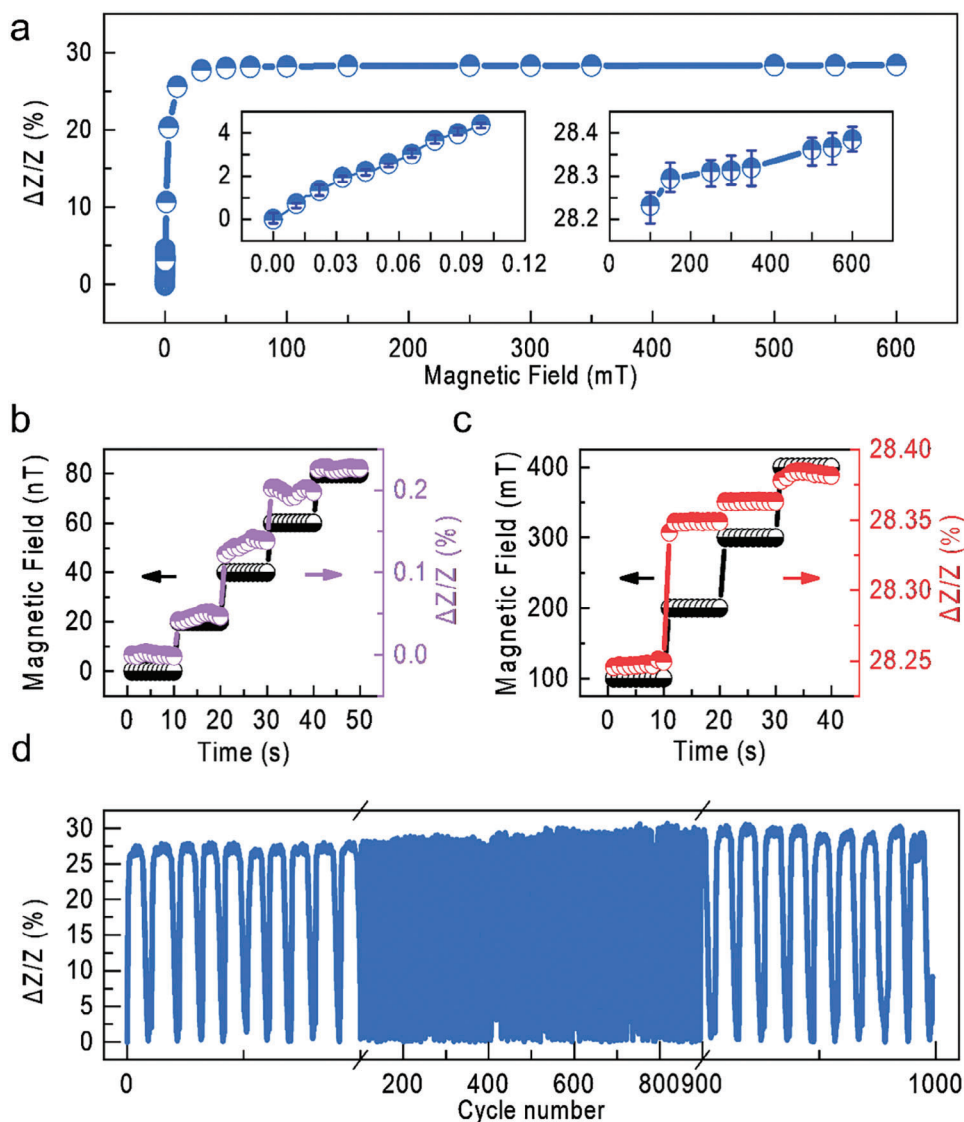 a
ΔZ/Z (%)
30
20
10
0
4
2
0
0.00 0.03 0.06 0.09 0.12
28.4
28.3
28.2
200 400 600
0 100 200 300 400 500 600
Magnetic Field (mT)
b
Magnetic Field (nT)
80
60
40
20
0
0.2
0.1
0.0
ΔZ/Z (%)
0 10 20 30 40 50
Time (s)
c
Magnetic Field (mT)
400
300
200
100
28.40
28.35
28.30
28.25
ΔZ/Z (%)
0 10 20 30 40
Time (s)
d
ΔZ/Z (%)
30
25
20
15
10
5
0
0 200 400 600 800 900 1000
Cycle number